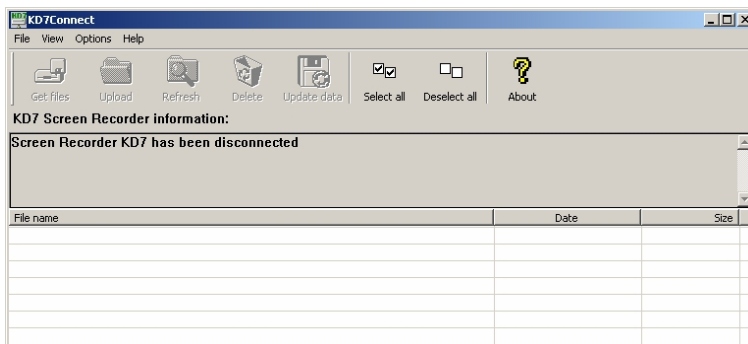 KD7 KD7Connect
File View Options Help
Get files Upload Refresh Delete Update data Select all Deselect all About
KD7 Screen Recorder information:
Screen Recorder KD7 has been disconnected
File name Date Size